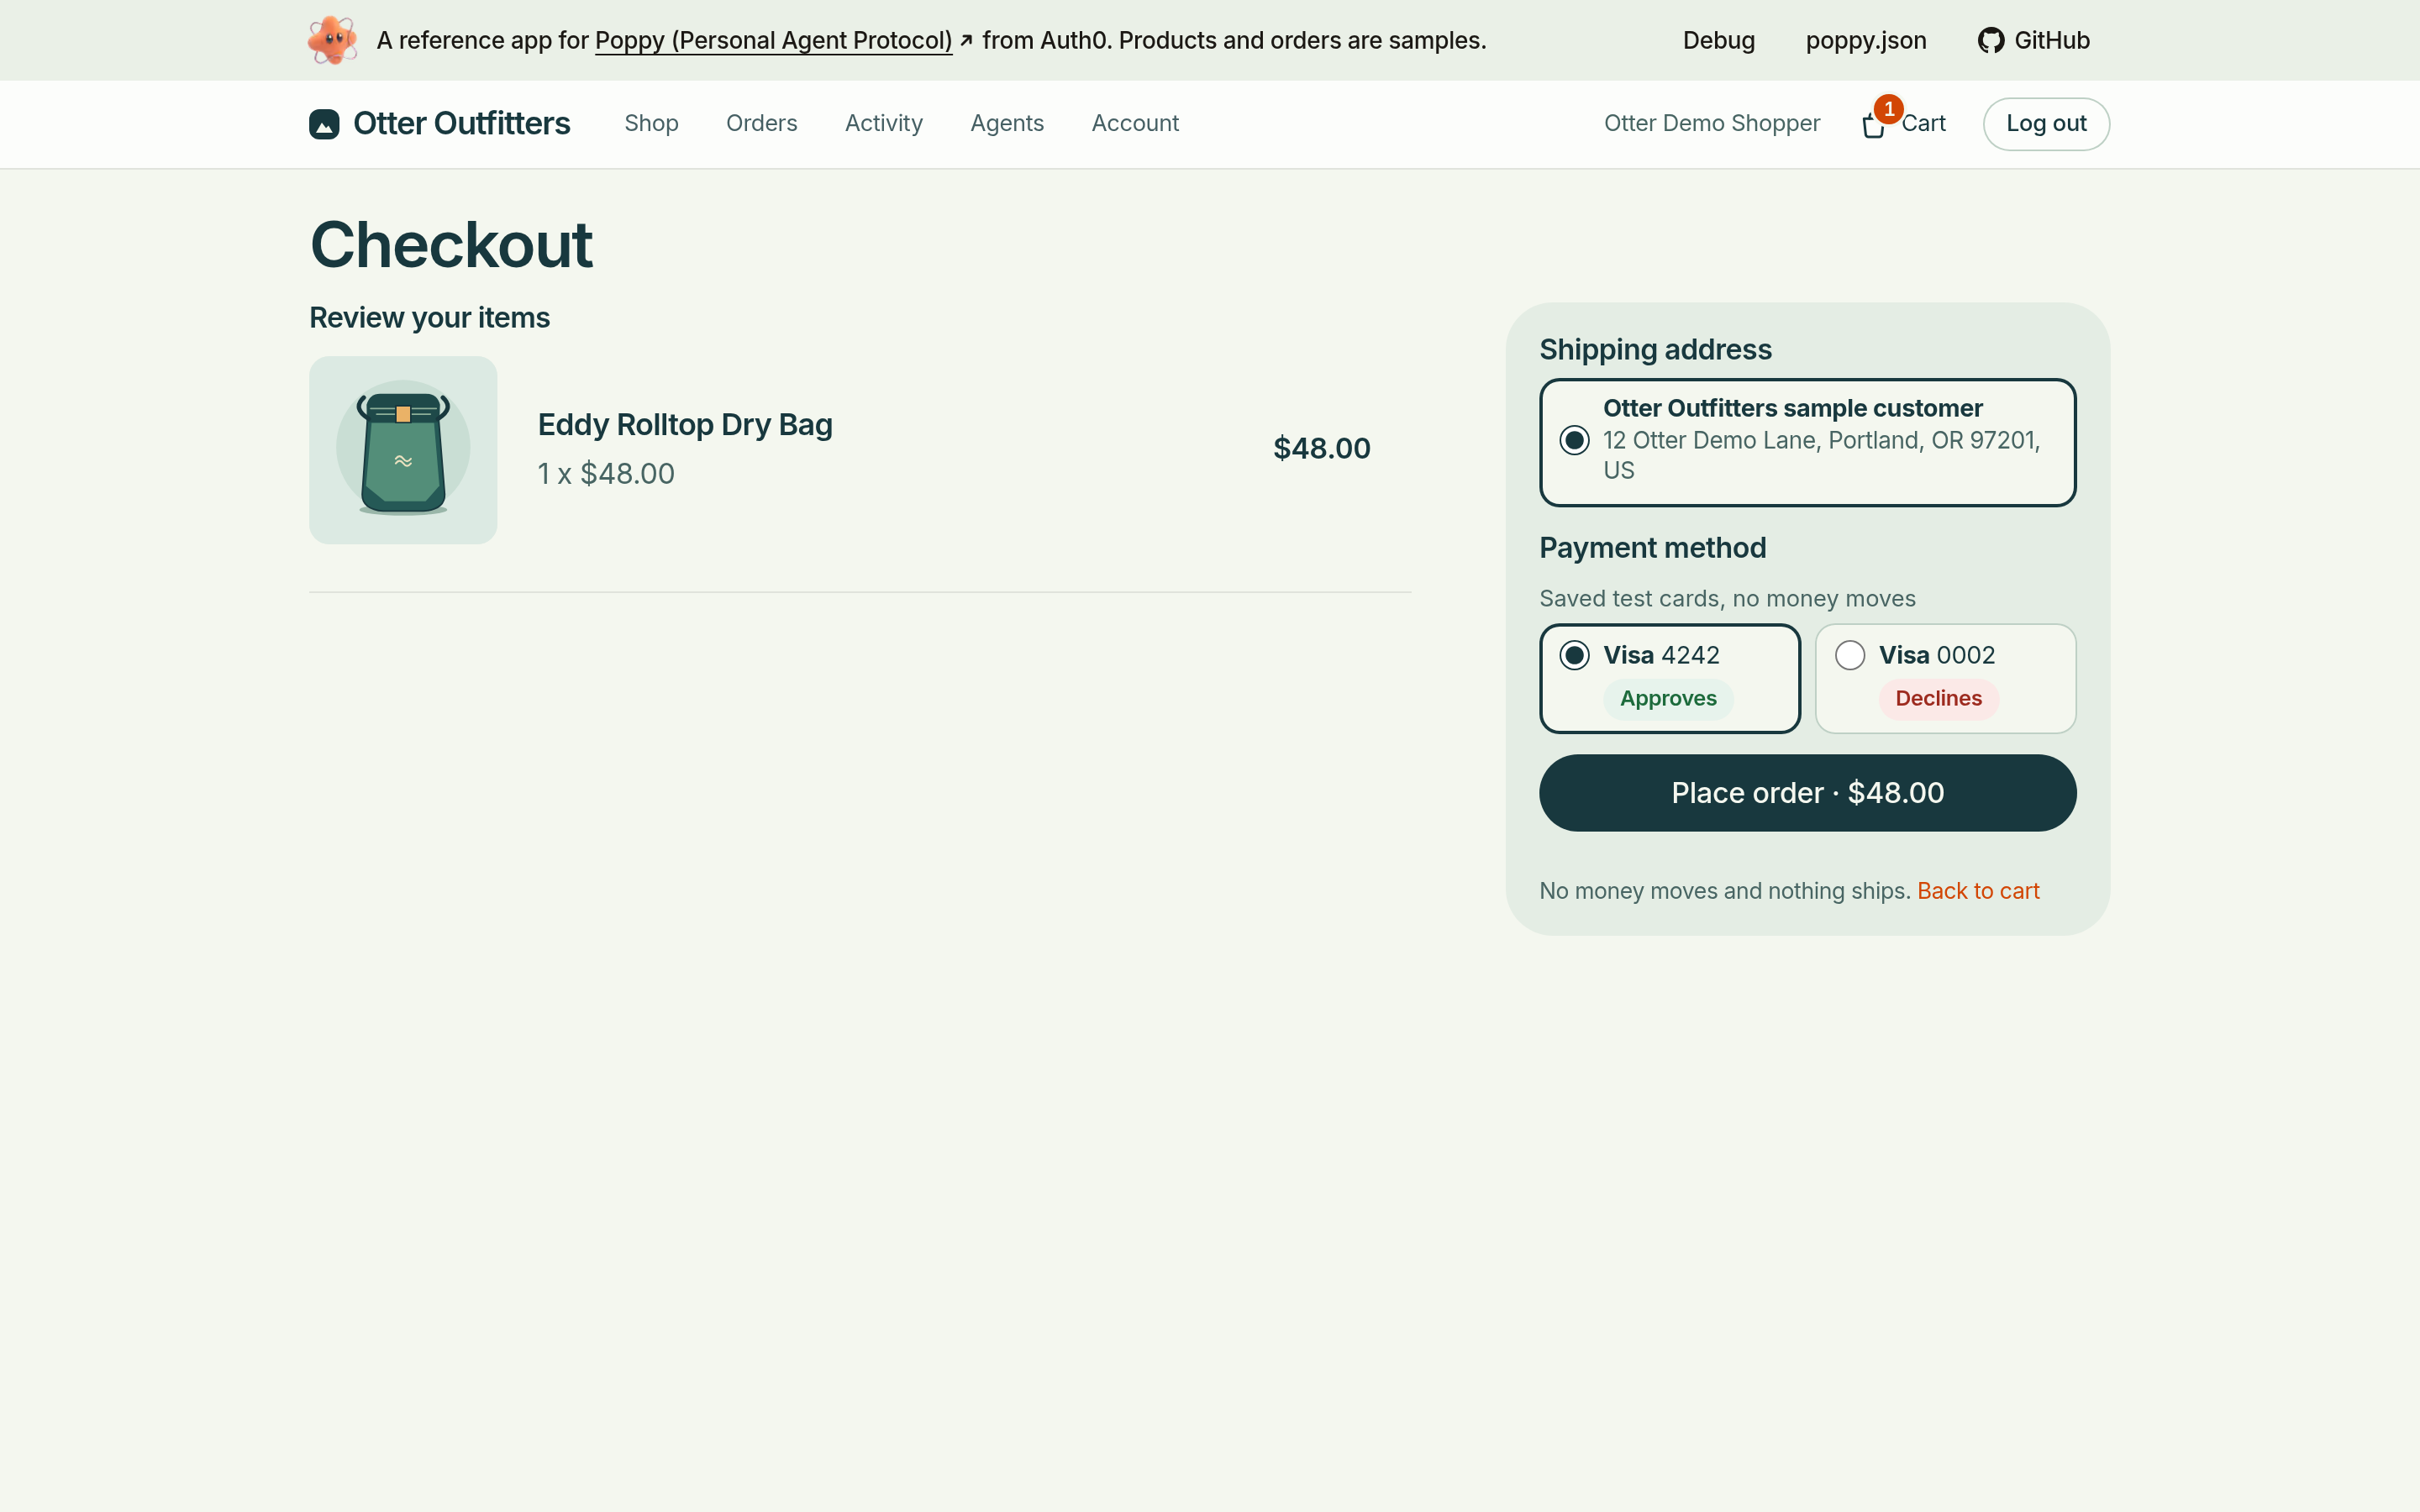 A reference app for Poppy (Personal Agent Protocol) ↗ from Auth0. Products and orders are samples.
Debug
poppy.json
GitHub
Otter Outfitters
Shop
Orders
Activity
Agents
Account
Otter Demo Shopper
1
Cart
Log out
Checkout
Review your items
Eddy Rolltop Dry Bag
1 x $48.00
$48.00
Shipping address
Otter Outfitters sample customer
12 Otter Demo Lane, Portland, OR 97201,
US
Payment method
Saved test cards, no money moves
Visa 4242
Approves
Visa 0002
Declines
Place order · $48.00
No money moves and nothing ships. Back to cart